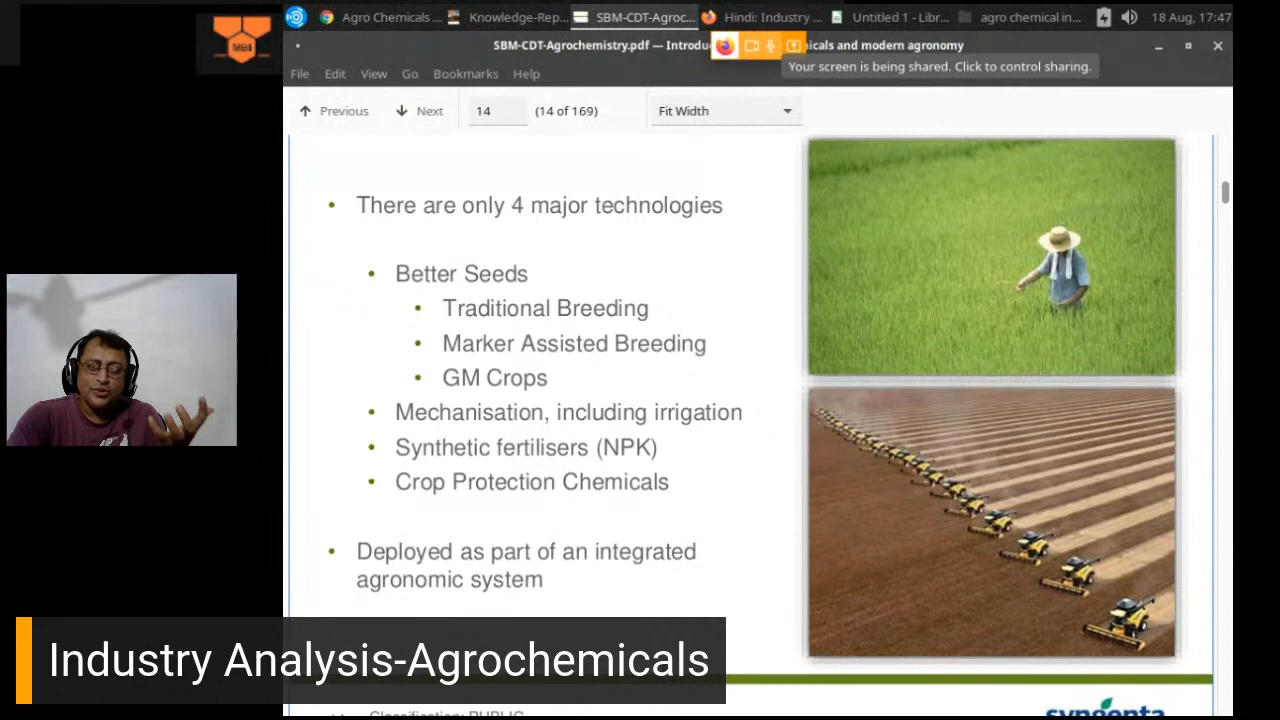 Agro Chemicals ...
Knowledge-Rep...
SBM-CDT-Agroc...
Hindi: Industry ...
Untitled 1 - Libr...
agro chemical in...
18 Aug, 17:47
SBM-CDT-Agrochemistry.pdf — Introdu
icals and modern agronomy
Your screen is being shared. Click to control sharing.
File Edit View Go Bookmarks Help
Previous Next 14 (14 of 169) Fit Width
• There are only 4 major technologies
• Better Seeds
• Traditional Breeding
• Marker Assisted Breeding
• GM Crops
• Mechanisation, including irrigation
• Synthetic fertilisers (NPK)
• Crop Protection Chemicals
• Deployed as part of an integrated
agronomic system
Industry Analysis-Agrochemicals
Classification: PUBLIC
syngenta